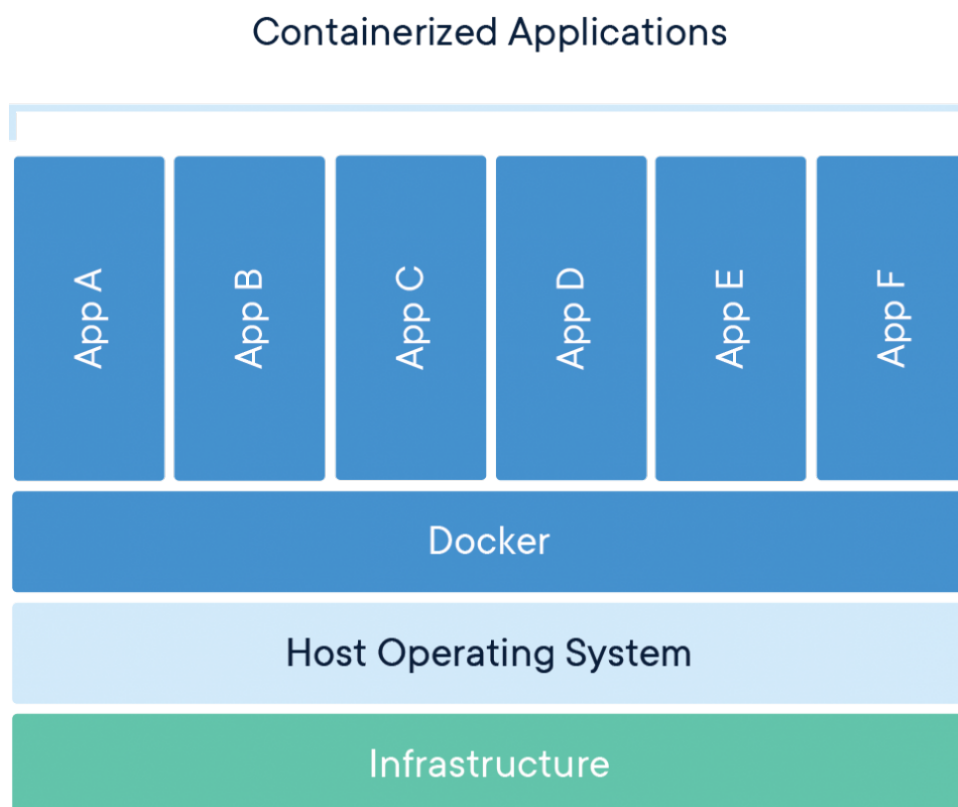 Containerized Applications
App A
App B
App C
App D
App E
App F
Docker
Host Operating System
Infrastructure